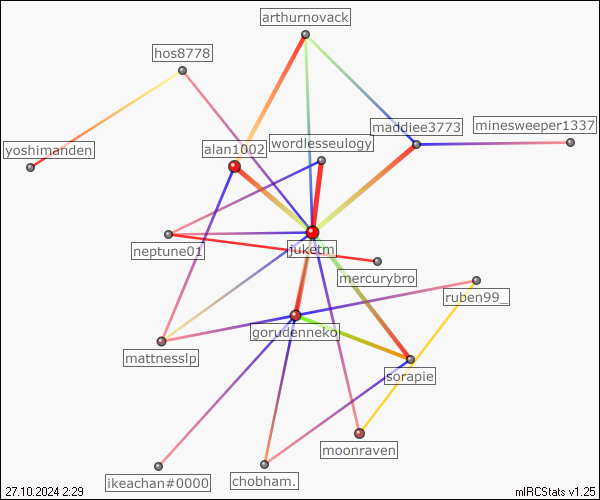 arthurnovack
hos8778
maddiee3773
minesweeper1337
yoshimanden
alan1002
wordlesseulogy
neptune01
juketm
mercurybro
ruben99_
gorudenneko
mattnesslp
sorapie
moonraven
ikeachan#0000
chobham.
27.10.2024 2:29
mIRCStats v1.25